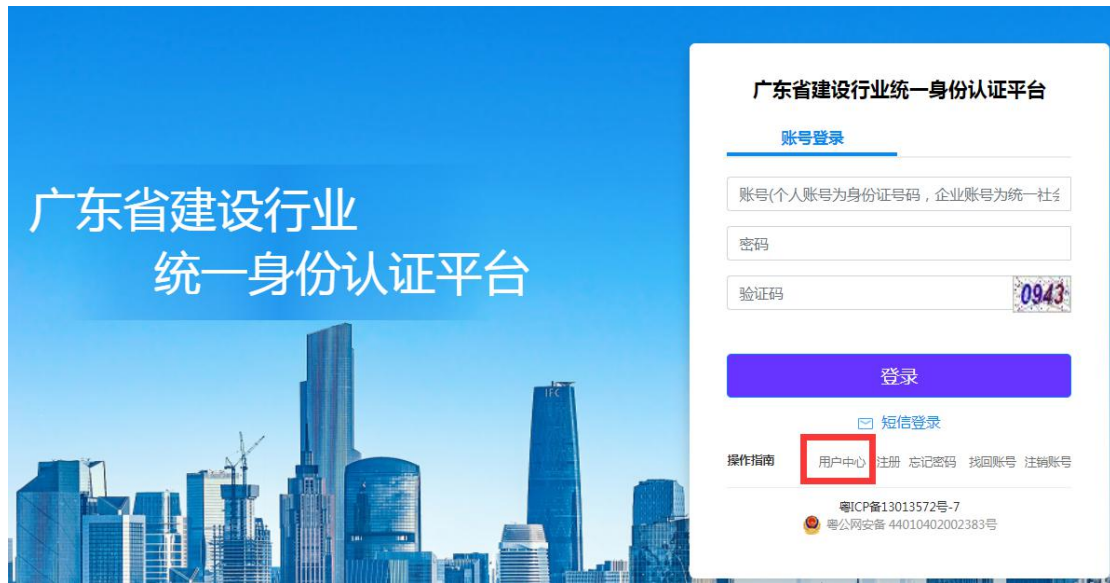 广东省建设行业
统一身份认证平台
IFC
广东省建设行业统一身份认证平台
账号登录
账号(个人账号为身份证号码，企业账号为统一社会
密码
验证码 0943
登录
短信登录
操作指南 用户中心 注册 忘记密码 找回账号 注销账号
粤ICP备13013572号-7
粤公网安备 44010402002383号